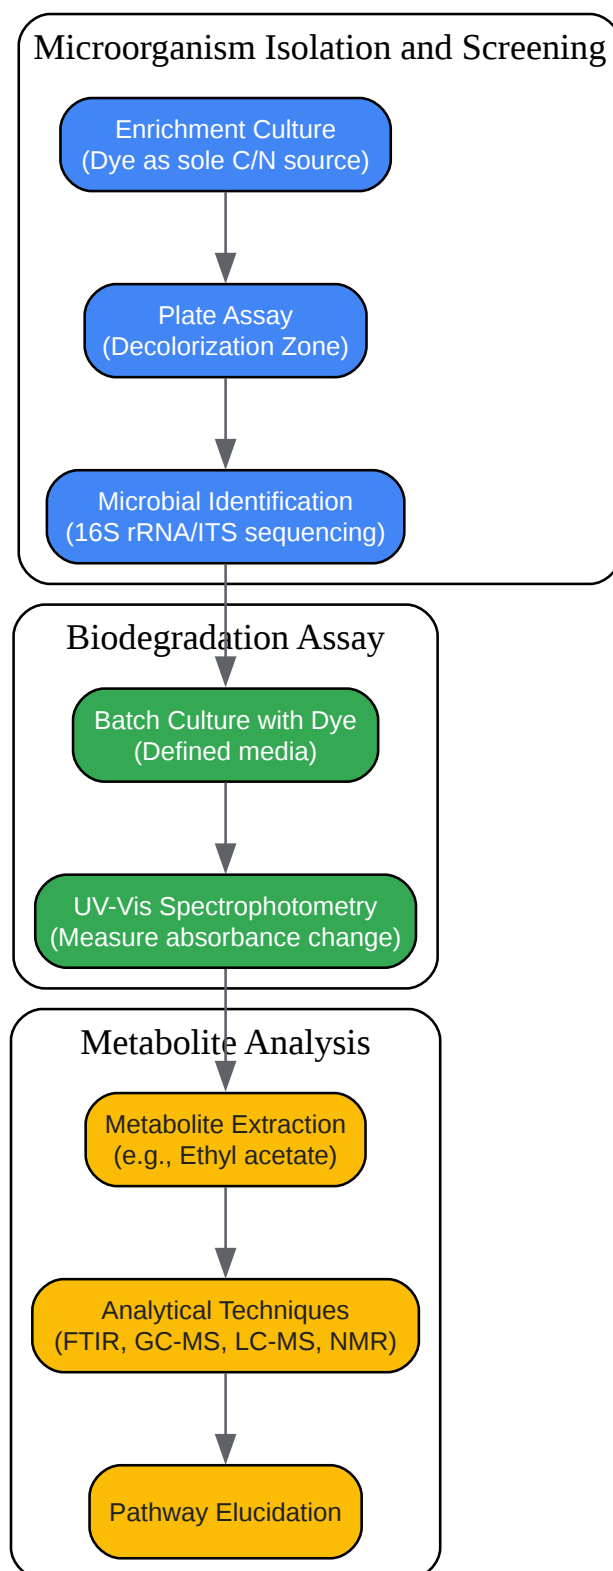 Microorganism Isolation and Screening
Enrichment Culture
(Dye as sole C/N source)
Plate Assay
(Decolorization Zone)
Microbial Identification
(16S rRNA/ITS sequencing)
Biodegradation Assay
Batch Culture with Dye
(Defined media)
UV-Vis Spectrophotometry
(Measure absorbance change)
Metabolite Analysis
Metabolite Extraction
(e.g., Ethyl acetate)
Analytical Techniques
(FTIR, GC-MS, LC-MS, NMR)
Pathway Elucidation